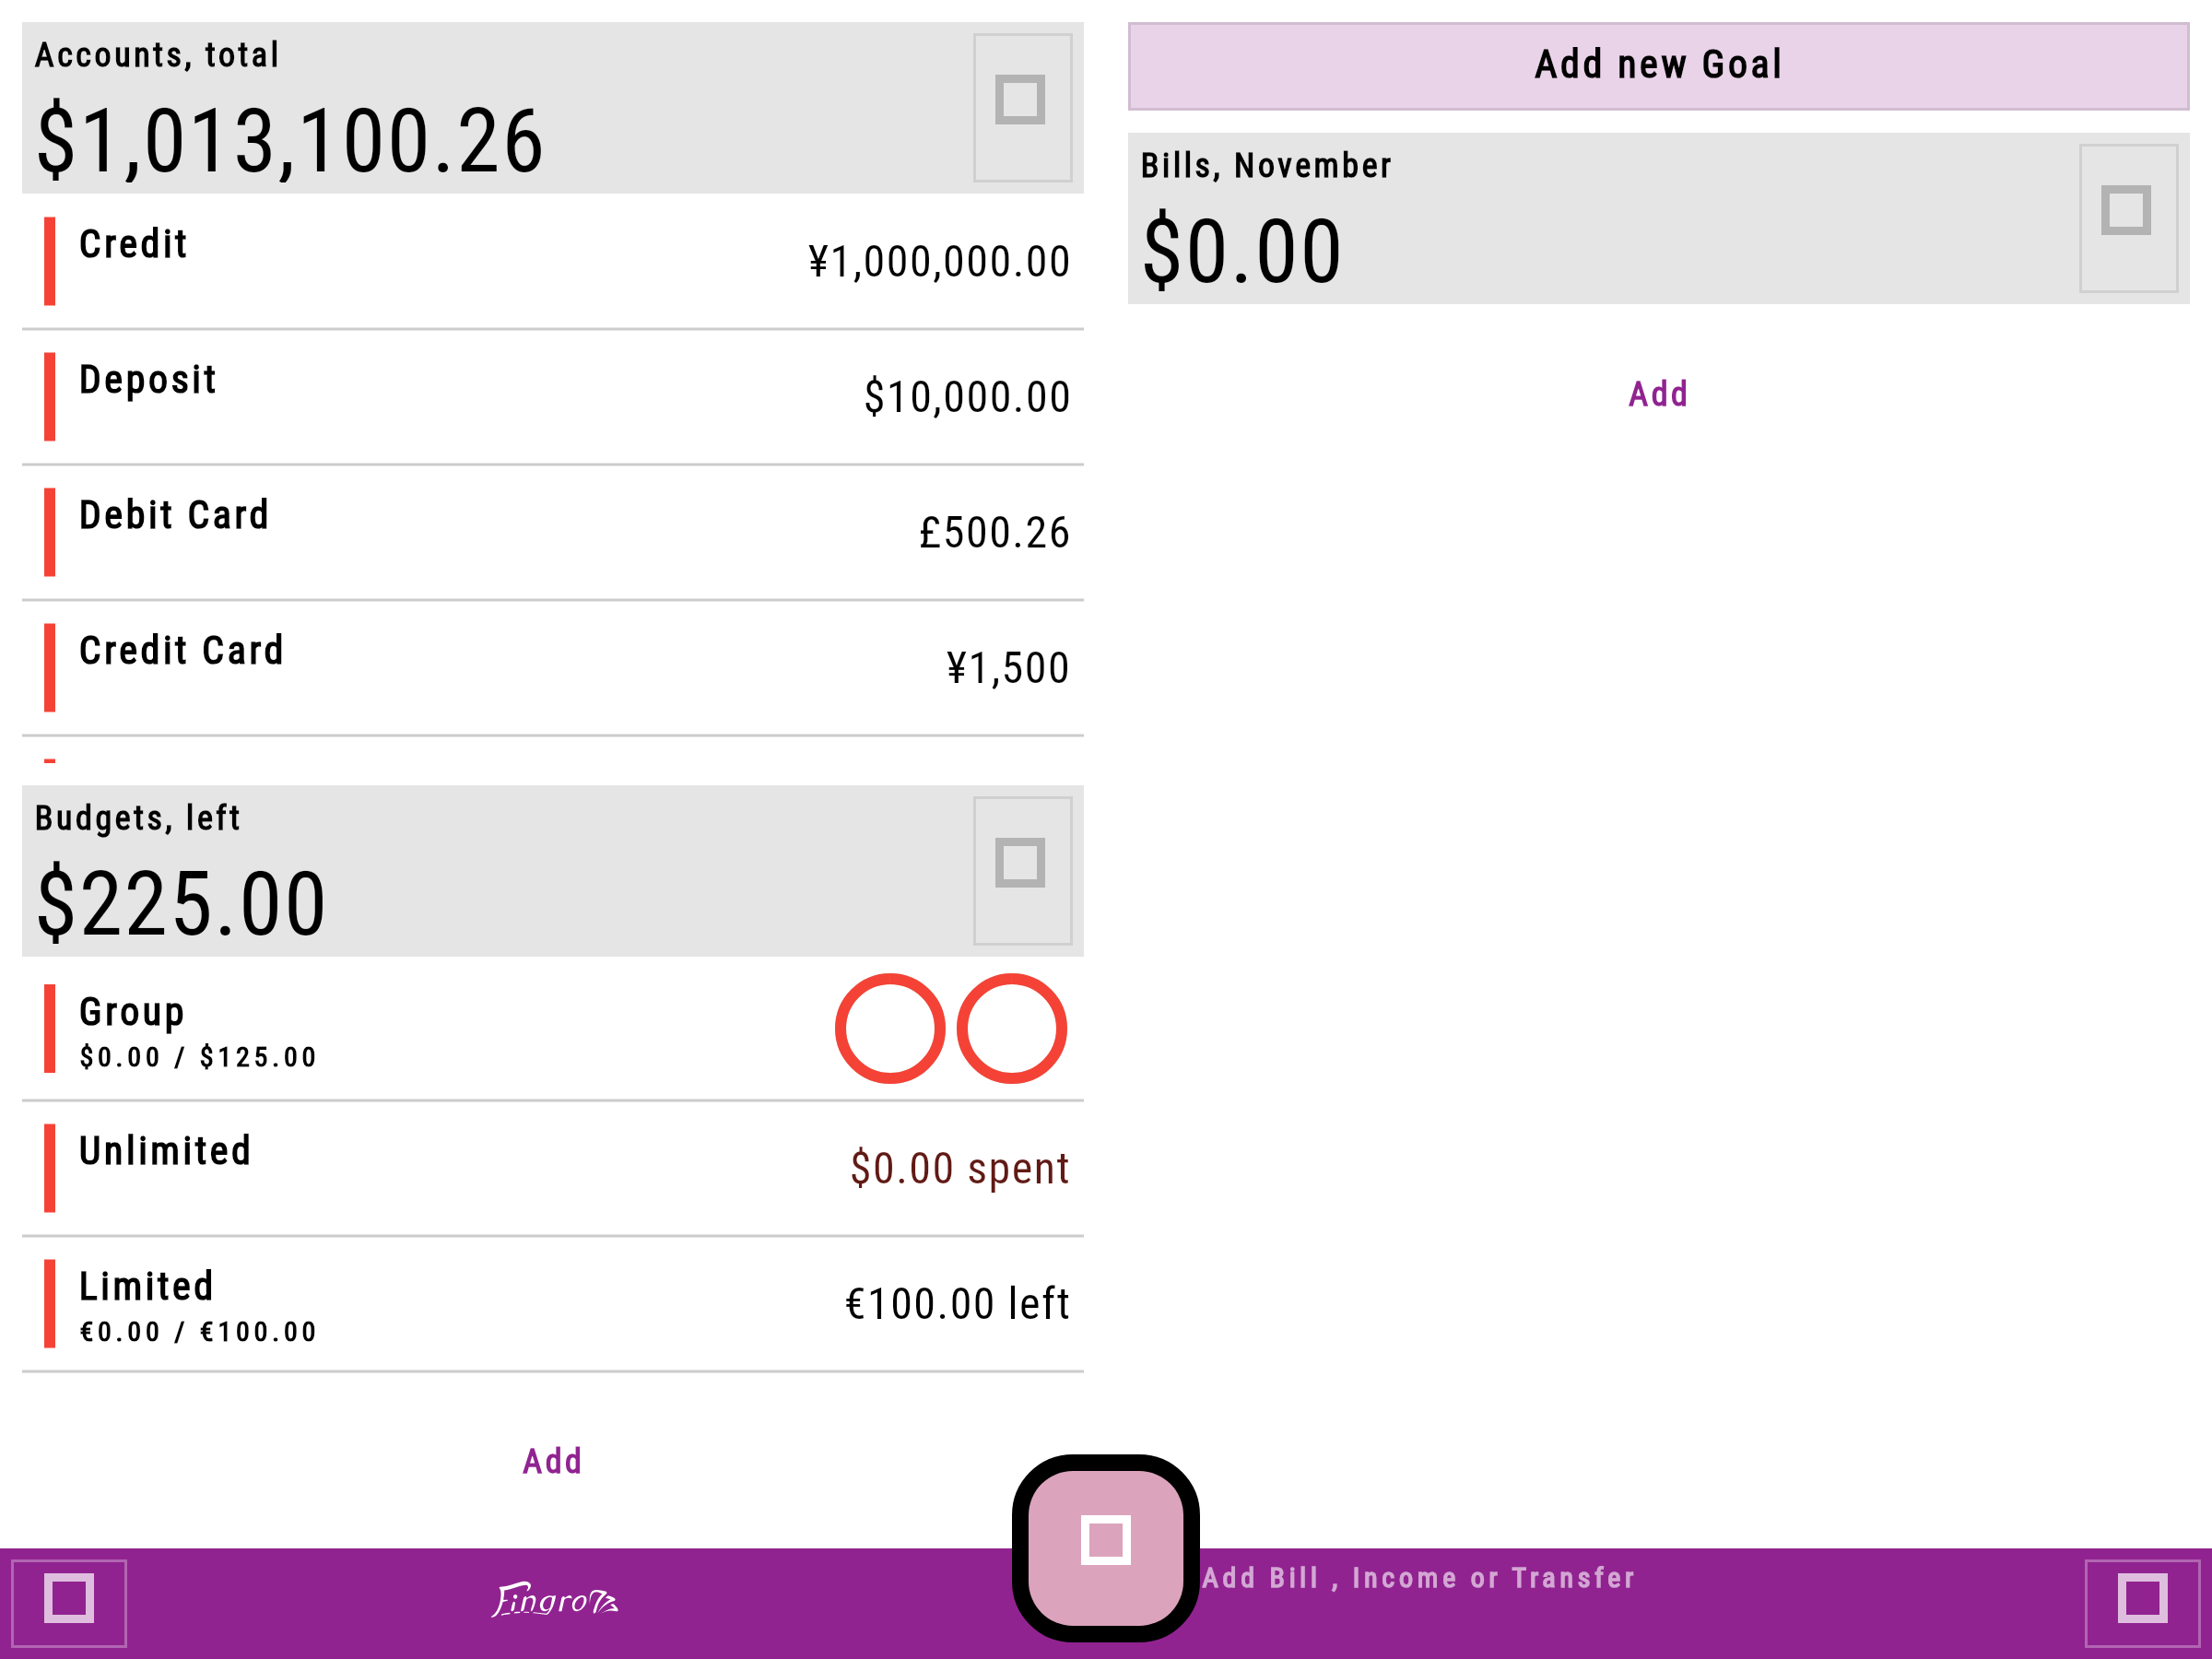 Accounts, total
$1,013,100.26
Credit
¥1,000,000.00
Deposit
$10,000.00
Debit Card
£500.26
Credit Card
¥1,500
Budgets, left
$225.00
Group
$0.00 / $125.00
Unlimited
$0.00 spent
Limited
€0.00 / €100.00
€100.00 left
Add
Add new Goal
Bills, November
$0.00
Add
Add Bill , Income or Transfer